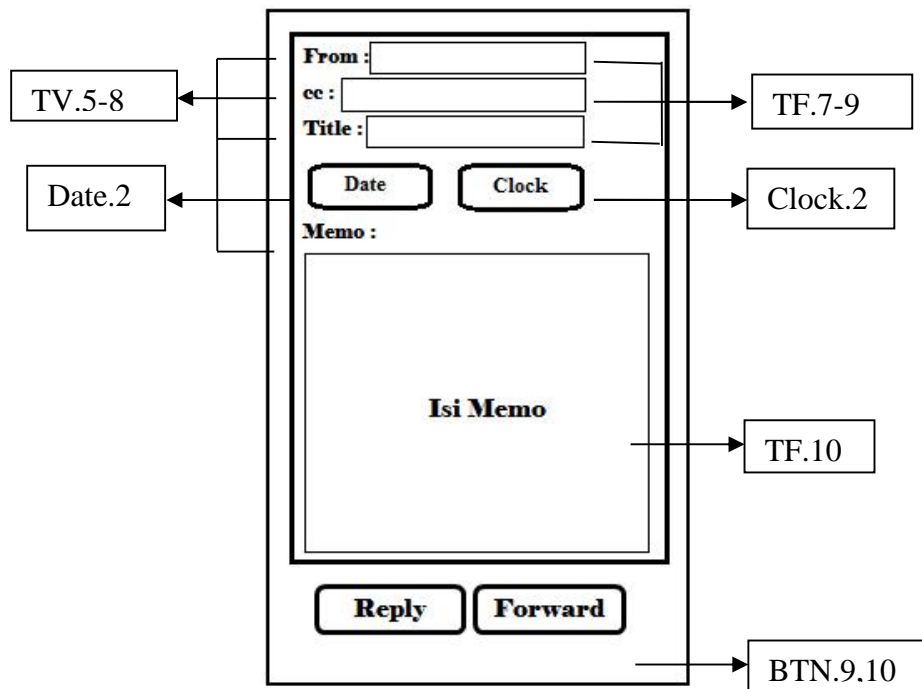 From :
cc :
Title :
TV.5-8
TF.7-9
Date
Clock
Date.2
Clock.2
Memo :
Isi Memo
TF.10
Reply
Forward
BTN.9,10